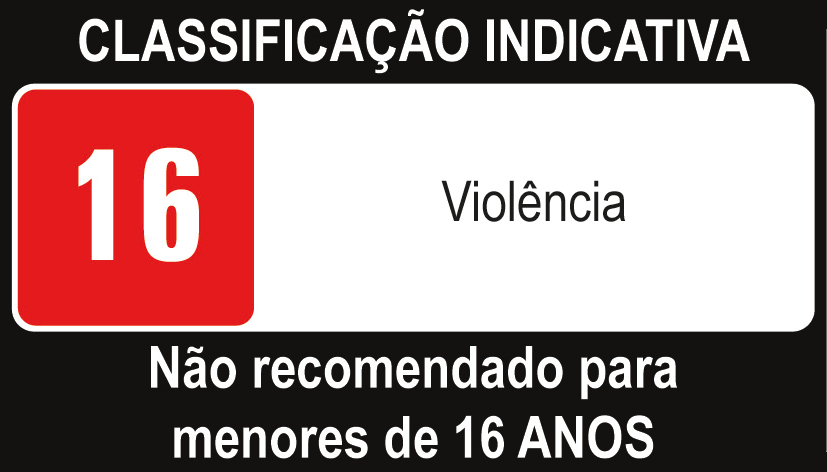 CLASSIFICAÇÃO INDICATIVA
16
Violência
Não recomendado para
menores de 16 ANOS